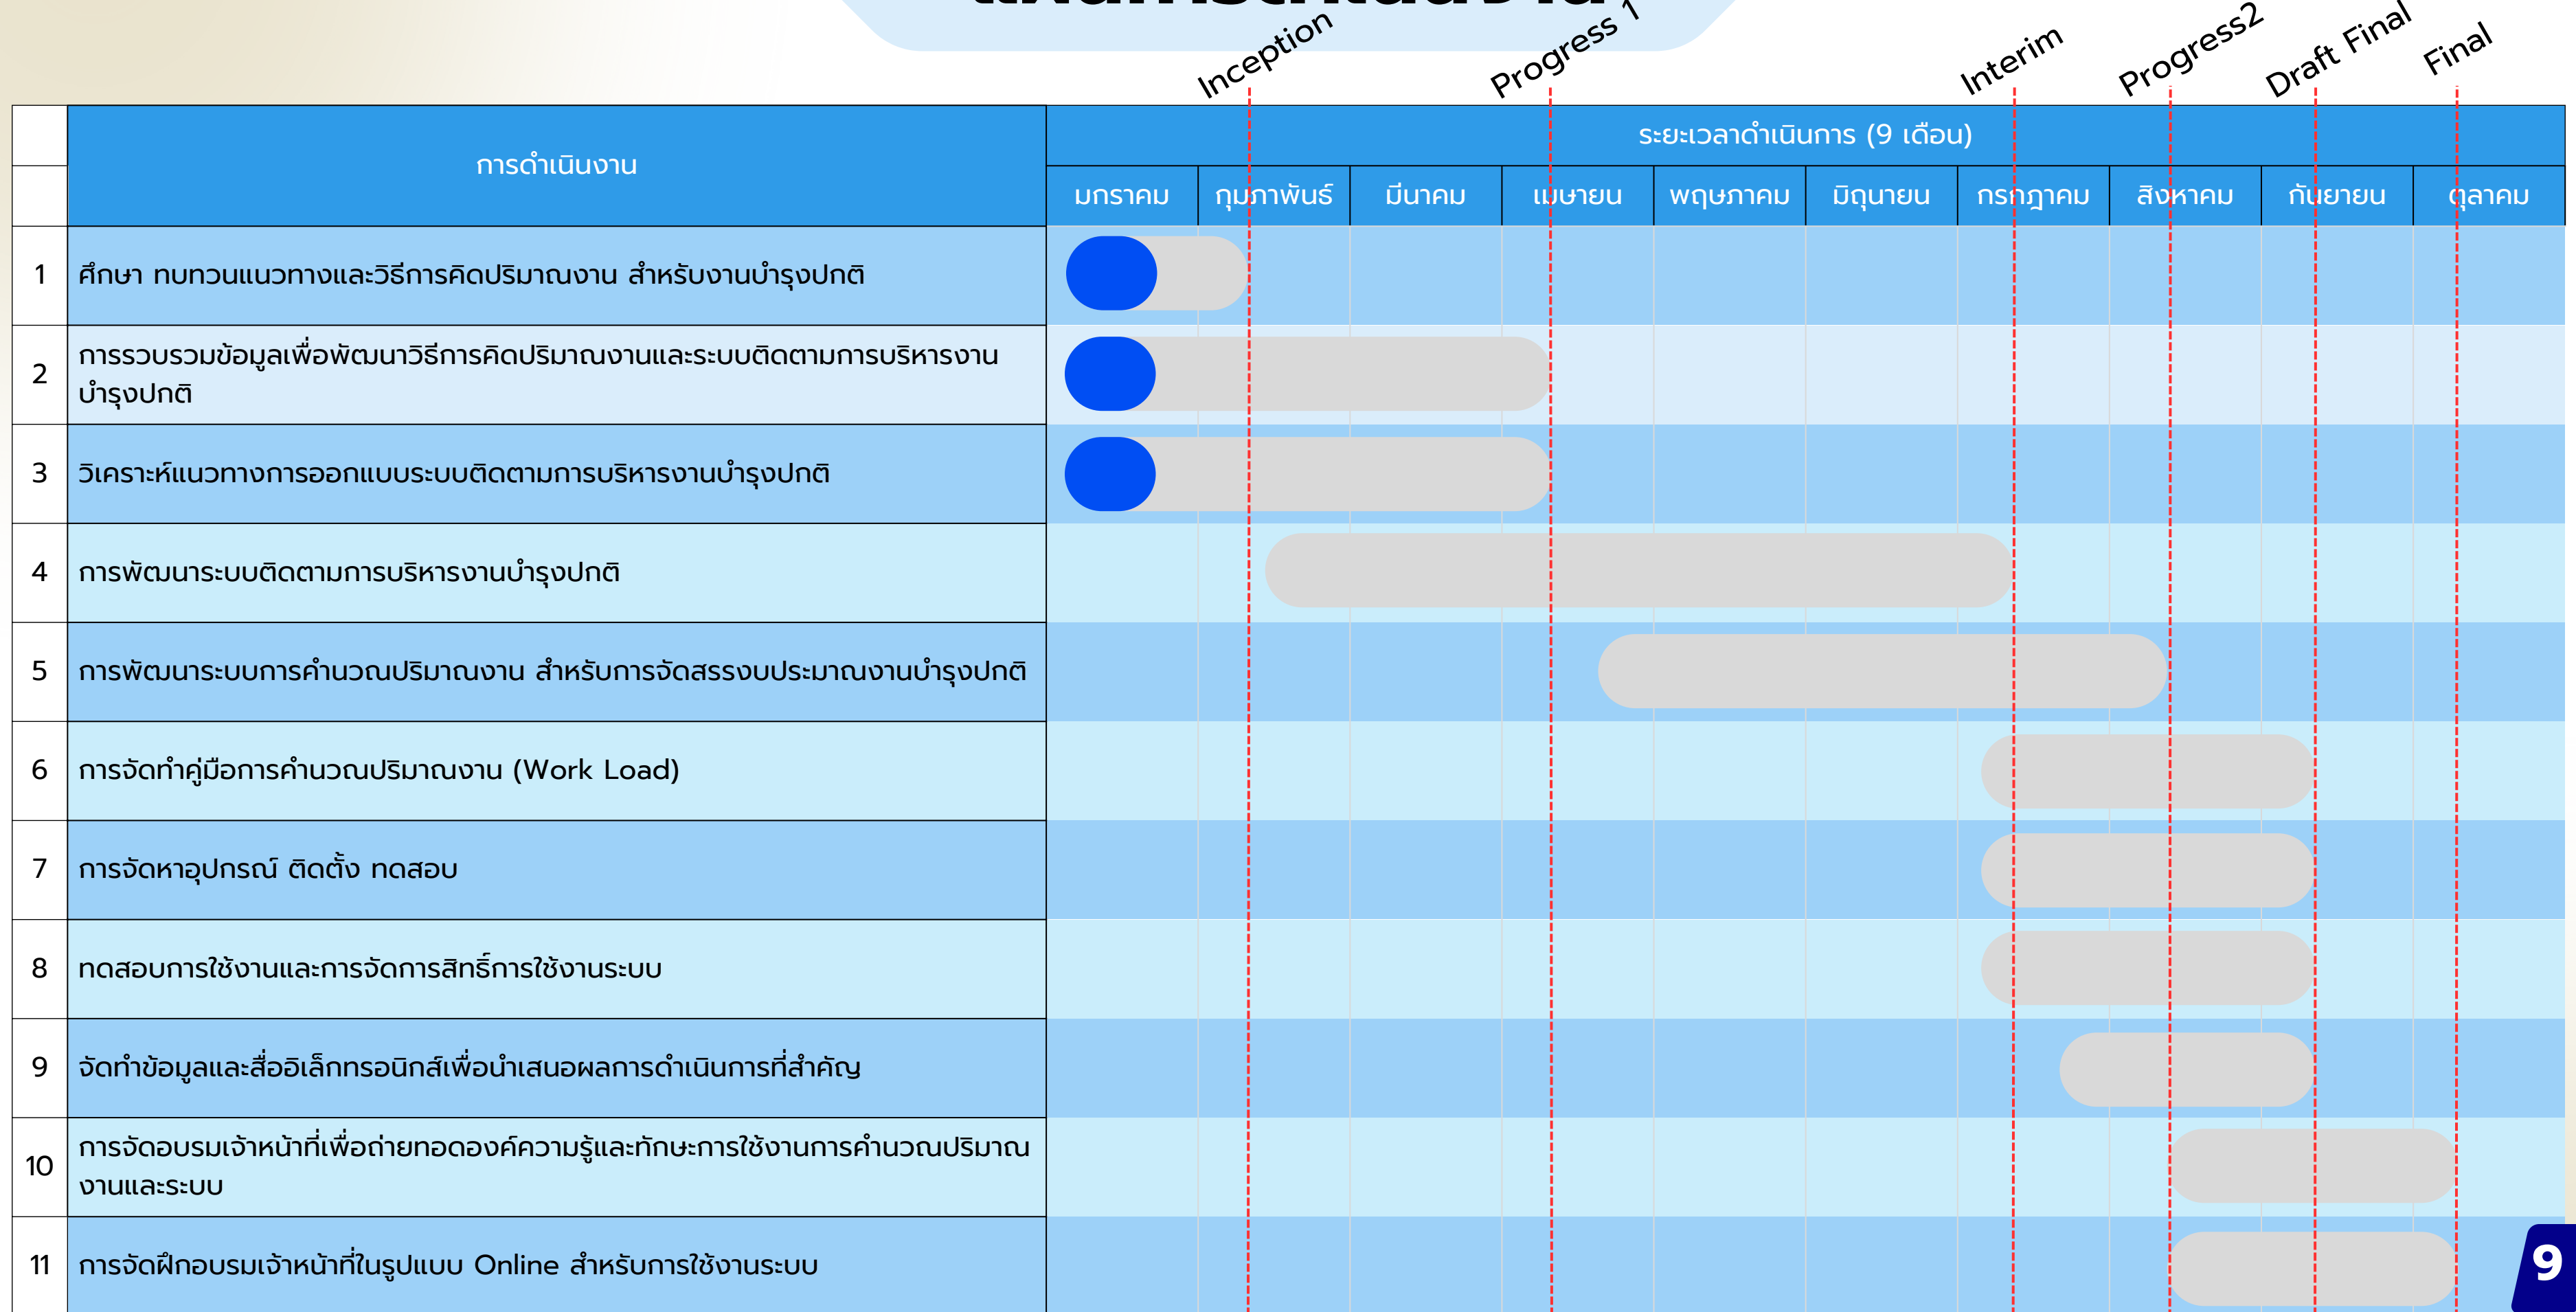 Inception
Progress 1
Interim
Progress2
Draft Final
Final
การดำเนินงาน
ระยะเวลาดำเนินการ (9 เดือน)
มกราคม
กุมภาพันธ์
มีนาคม
เมษายน
พฤษภาคม
มิถุนายน
กรกฎาคม
สิงหาคม
กันยายน
ตุลาคม
1
ศึกษา ทบทวนแนวทางและวิธีการคิดปริมาณงาน สำหรับงานบำรุงปกติ
2
การรวบรวมข้อมูลเพื่อพัฒนาวิธีการคิดปริมาณงานและระบบติดตามการบริหารงาน
บำรุงปกติ
3
วิเคราะห์แนวทางการออกแบบระบบติดตามการบริหารงานบำรุงปกติ
4
การพัฒนาระบบติดตามการบริหารงานบำรุงปกติ
5
การพัฒนาระบบการคำนวณปริมาณงาน สำหรับการจัดสรรงบประมาณงานบำรุงปกติ
6
การจัดทำคู่มือการคำนวณปริมาณงาน (Work Load)
7
การจัดหาอุปกรณ์ ติดตั้ง ทดสอบ
8
ทดสอบการใช้งานและการจัดการสิทธิ์การใช้งานระบบ
9
จัดทำข้อมูลและสื่ออิเล็กทรอนิกส์เพื่อนำเสนอผลการดำเนินการที่สำคัญ
10
การจัดอบรมเจ้าหน้าที่เพื่อถ่ายทอดองค์ความรู้และทักษะการใช้งานการคำนวณปริมาณ
งานและระบบ
11
การจัดฝึกอบรมเจ้าหน้าที่ในรูปแบบ Online สำหรับการใช้งานระบบ
9